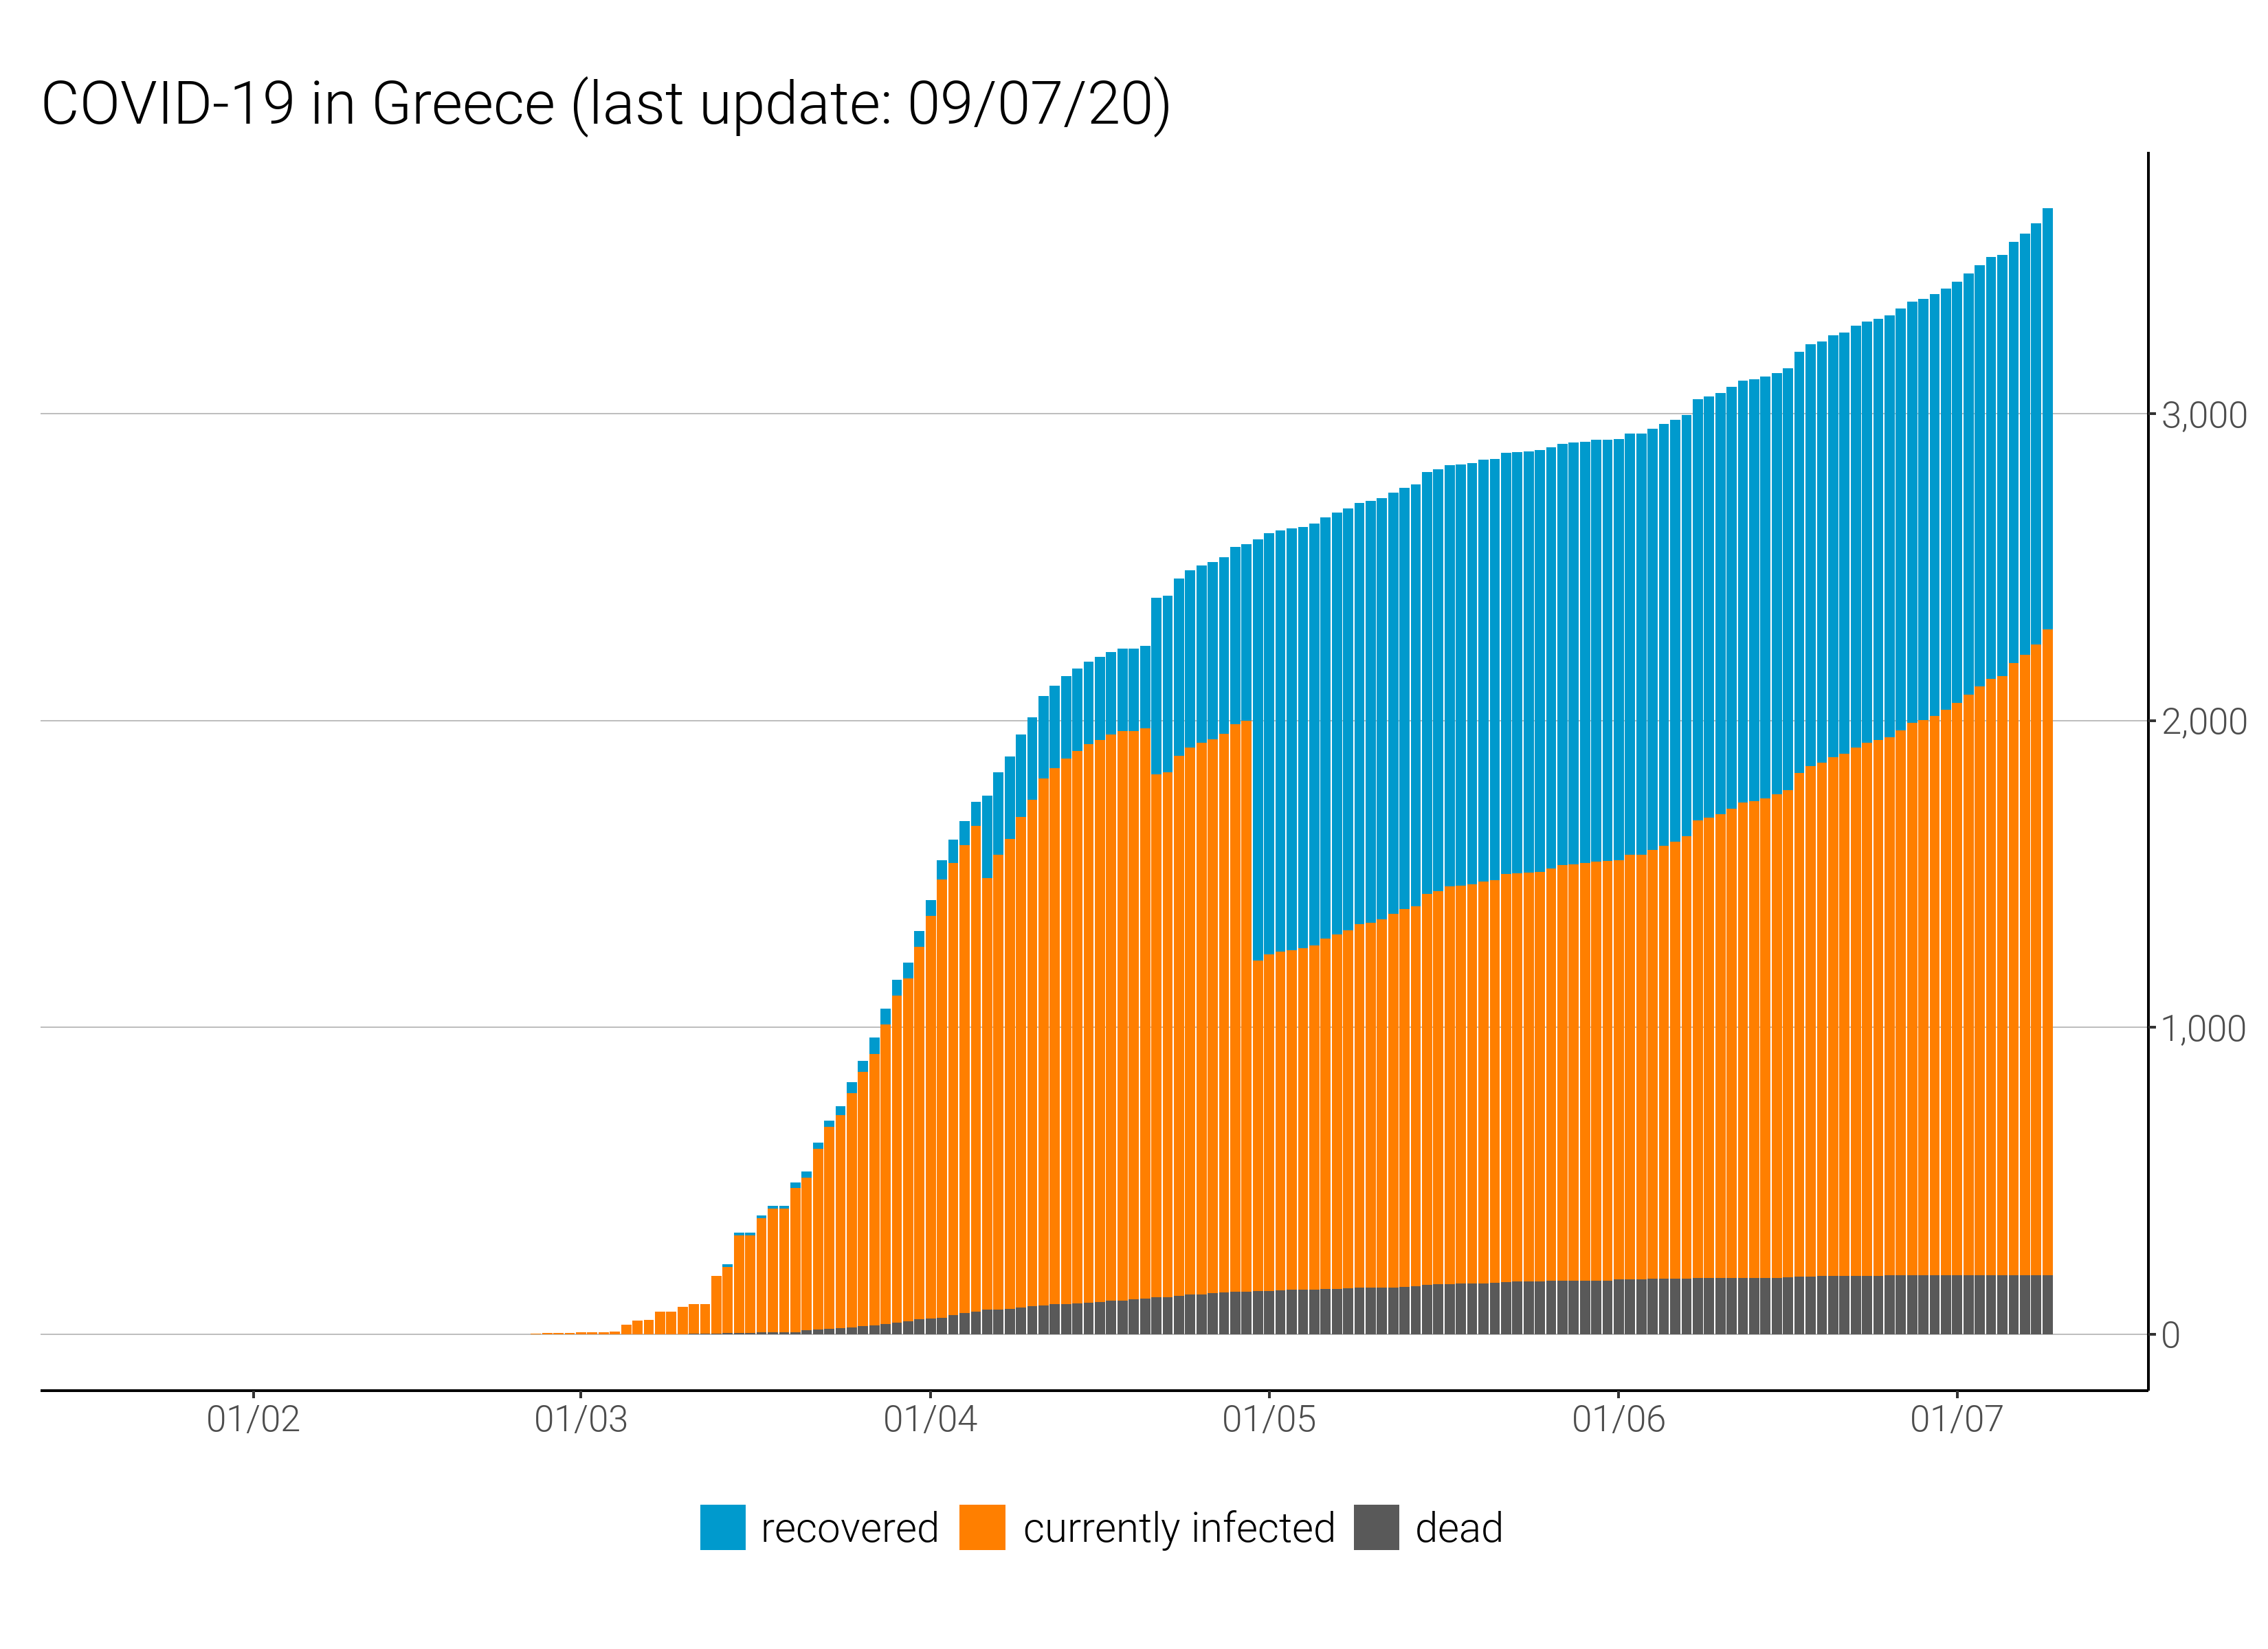 COVID-19 in Greece (last update: 09/07/20)
3,000
2,000
1,000
0
01/02 01/03 01/04 01/05 01/06 01/07
recovered currently infected dead